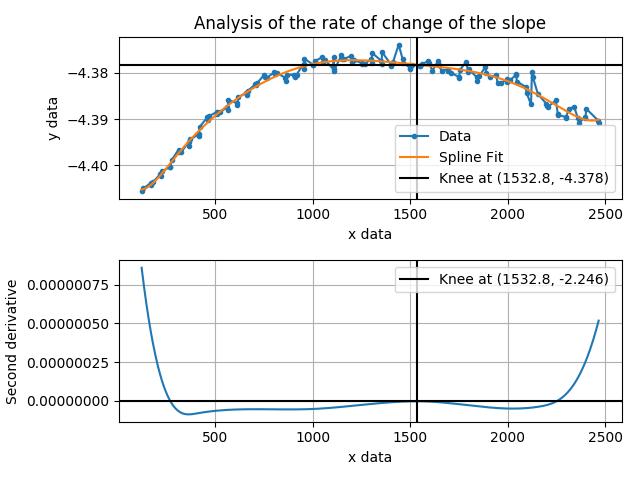 Analysis of the rate of change of the slope
y data
−4.38
−4.39
−4.40
Data
Spline Fit
Knee at (1532.8, -4.378)
500 1000 1500 2000 2500
x data
Second derivative
0.00000075
0.00000050
0.00000025
0.00000000
Knee at (1532.8, -2.246)
500 1000 1500 2000 2500
x data